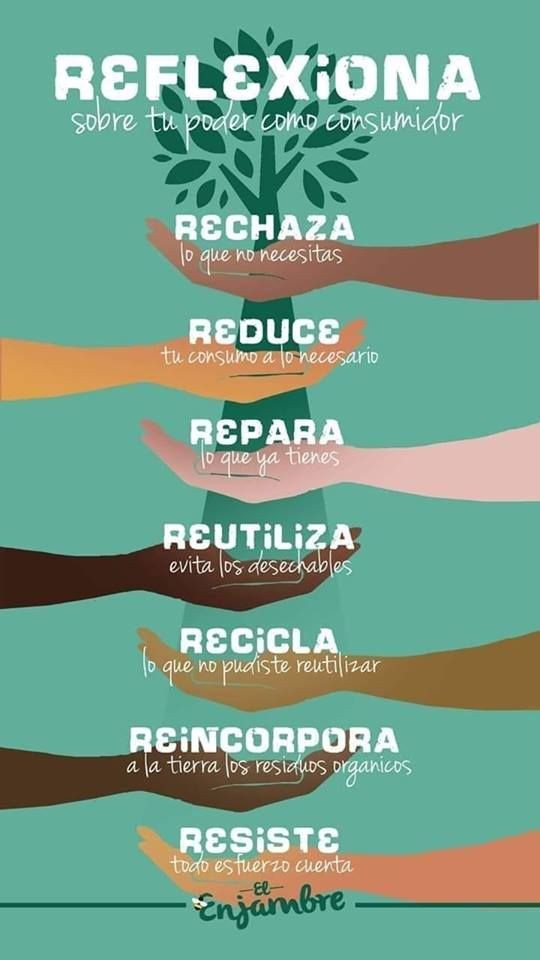 REFLEXiONA
sobre tu poder como consumidor
RECHAZA
lo que no necesitas
REDUCE
tu consumo a lo necesario
REPARA
lo que ya tienes
REUTiLiZA
evita los desechables
RECiCLA
lo que no pudiste reutilizar
REiNCORPORA
a la tierra los residuos organicos
RESiSTE
todo esfuerzo cuenta
El
Enjambre